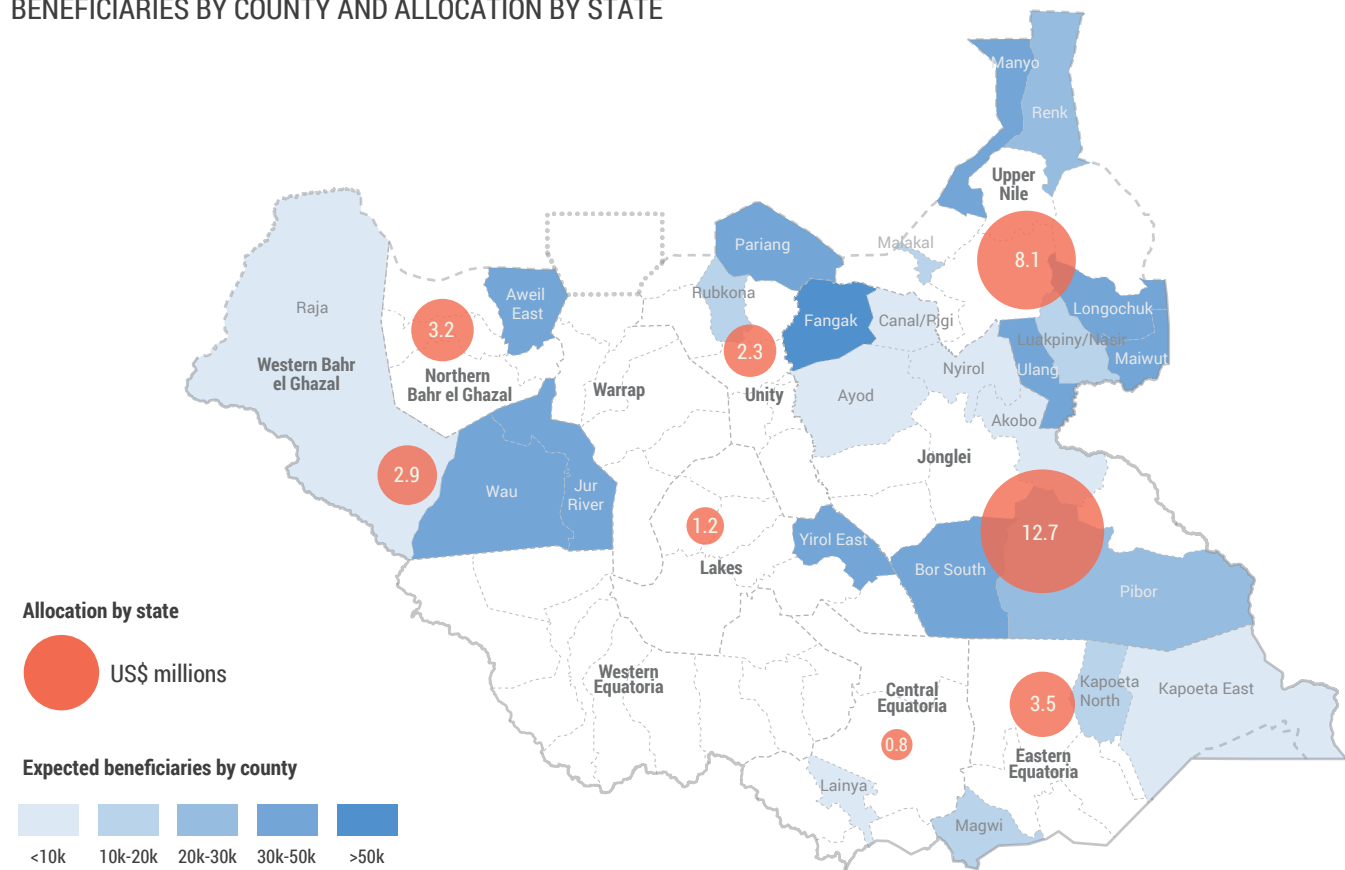 BENEFICIARIES BY COUNTY AND ALLOCATION BY STATE
Manyo
Renk
Upper
Nile
Malakal
8.1
Pariang
Rubkona
Fangak
Canal/Pigi
Longochuk
Luakpiny/Nasir
Maiwut
Ulang
Nyirol
Akobo
Ayod
2.3
Unity
Raja
Aweil
East
3.2
Western Bahr
el Ghazal
Northern
Bahr el Ghazal
Warrap
Jonglei
2.9
Wau
Jur
River
1.2
Lakes
Yirol East
Bor South
12.7
Pibor
Western
Equatoria
Central
Equatoria
0.8
3.5
Kapoeta
North
Kapoeta East
Eastern
Equatoria
Lainya
Magwi
Allocation by state
US$ millions
Expected beneficiaries by county
<10k 10k-20k 20k-30k 30k-50k >50k